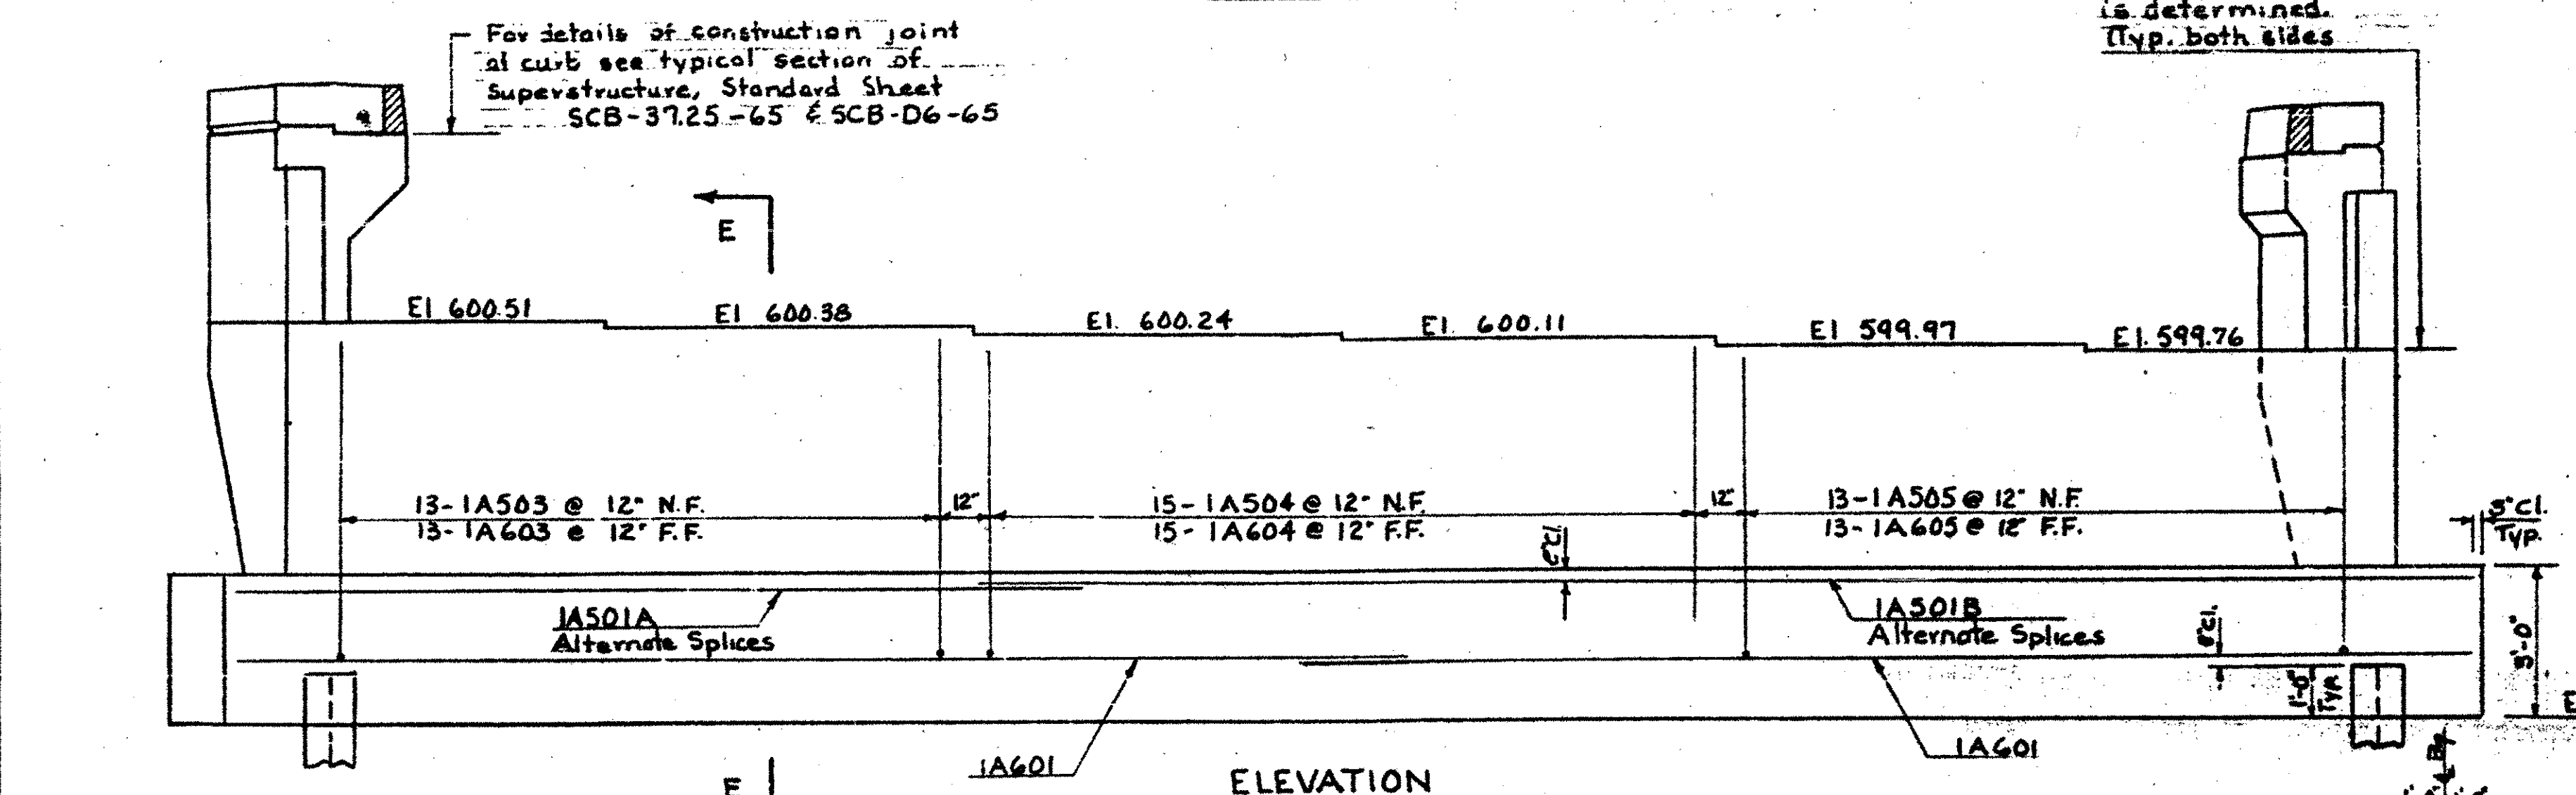 For details of construction joint
at curb see typical section of
Superstructure, Standard Sheet
SCB-37.25-65 & SCB-D6-65
is determined.
Typ. both sides
E
El 600.51
El 600.38
El. 600.24
El. 600.11
El 599.97
El. 599.76
13-1A503 @ 12" N.F.
13-1A603 @ 12" F.F.
12"
15-1A504 @ 12" N.F.
15-1A604 @ 12" F.F.
12"
13-1A505 @ 12" N.F.
13-1A605 @ 12" F.F.
3" Cl.
Typ.
1A501A
Alternate Splices
1A501B
Alternate Splices
3'-0"
1'-0"
Typ.
1A601
1A601
E
ELEVATION